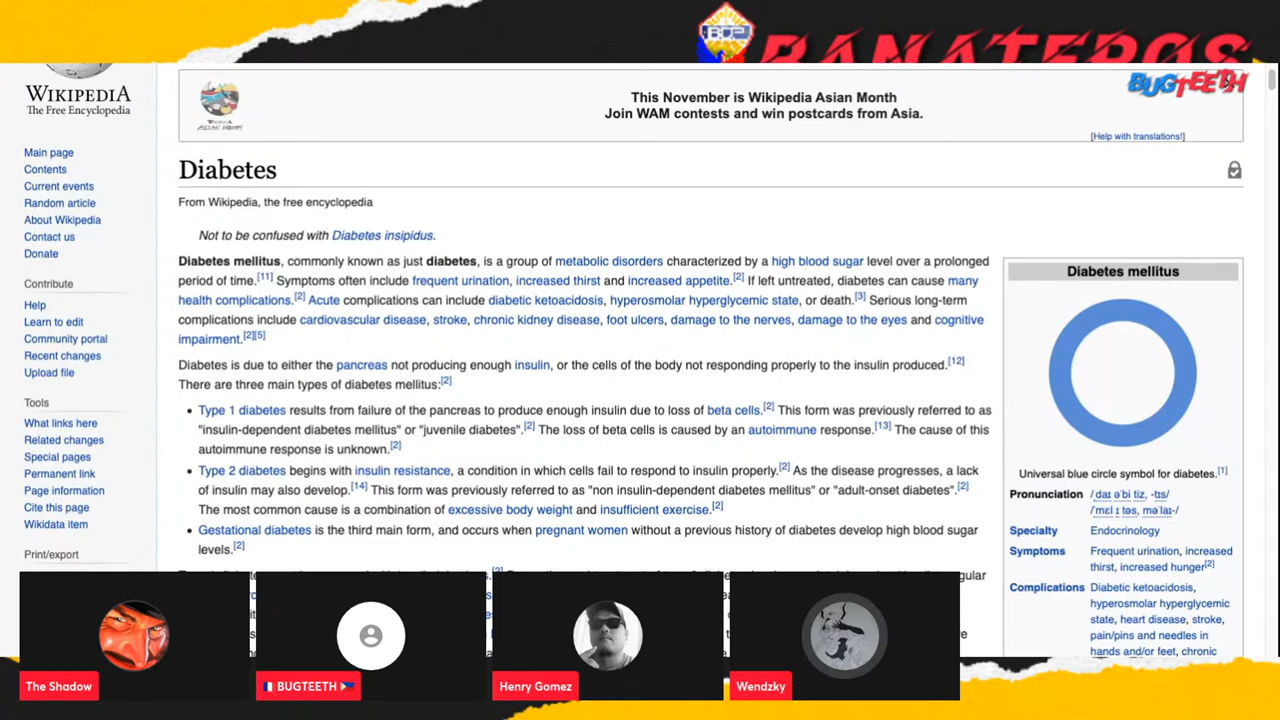 BANATEROS
BUGTEETH
WIKIPEDIA
The Free Encyclopedia
Main page
Contents
Current events
Random article
About Wikipedia
Contact us
Donate
Contribute
Help
Learn to edit
Community portal
Recent changes
Upload file
Tools
What links here
Related changes
Special pages
Permanent link
Page information
Cite this page
Wikidata item
Print/export
This November is Wikipedia Asian Month
Join WAM contests and win postcards from Asia.
[Help with translations!]
Diabetes
From Wikipedia, the free encyclopedia
Not to be confused with Diabetes insipidus.
Diabetes mellitus, commonly known as just diabetes, is a group of metabolic disorders characterized by a high blood sugar level over a prolonged
period of time.[11] Symptoms often include frequent urination, increased thirst and increased appetite.[2] If left untreated, diabetes can cause many
health complications.[2] Acute complications can include diabetic ketoacidosis, hyperosmolar hyperglycemic state, or death.[3] Serious long-term
complications include cardiovascular disease, stroke, chronic kidney disease, foot ulcers, damage to the nerves, damage to the eyes and cognitive
impairment.[2][5]
Diabetes is due to either the pancreas not producing enough insulin, or the cells of the body not responding properly to the insulin produced.[12]
There are three main types of diabetes mellitus:[2]
• Type 1 diabetes results from failure of the pancreas to produce enough insulin due to loss of beta cells.[2] This form was previously referred to as
"insulin-dependent diabetes mellitus" or "juvenile diabetes".[2] The loss of beta cells is caused by an autoimmune response.[13] The cause of this
autoimmune response is unknown.[2]
• Type 2 diabetes begins with insulin resistance, a condition in which cells fail to respond to insulin properly.[2] As the disease progresses, a lack
of insulin may also develop.[14] This form was previously referred to as "non insulin-dependent diabetes mellitus" or "adult-onset diabetes".[2]
The most common cause is a combination of excessive body weight and insufficient exercise.[2]
• Gestational diabetes is the third main form, and occurs when pregnant women without a previous history of diabetes develop high blood sugar
levels.[2]
Diabetes mellitus
Universal blue circle symbol for diabetes.[1]
Pronunciation /ˌdaɪəˈbiːtiz, -tɪs/
/ˈmɛlɪtəs, məˈlaɪ-/
Specialty Endocrinology
Symptoms Frequent urination, increased
thirst, increased hunger[2]
Complications Diabetic ketoacidosis,
hyperosmolar hyperglycemic
state, heart disease, stroke,
pain/pins and needles in
hands and/or feet, chronic
The Shadow
BUGTEETH
Henry Gomez
Wendzky